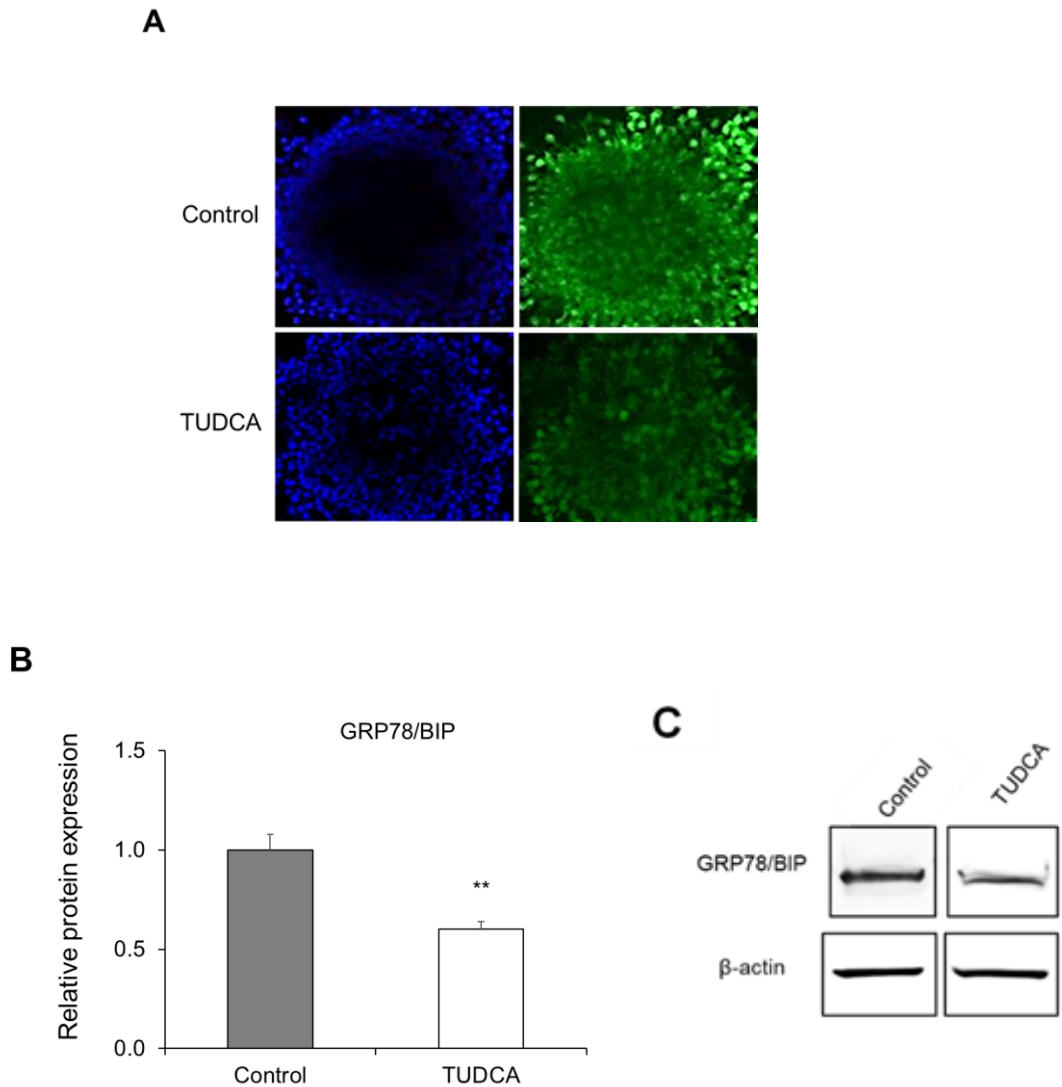 A
Control
TUDCA
B
GRP78/BIP
Relative protein expression
1.5
1.0
**
0.5
0.0
Control TUDCA
C
Control TUDCA
GRP78/BIP
β-actin